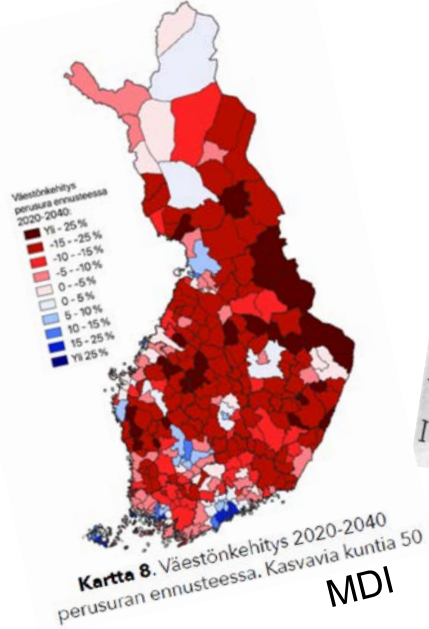 Väestönkehitys
perusura ennusteessa
2020-2040:
Yli - 25 %
-15 - -25 %
-10 - -15 %
-5 - -10 %
0 - -5 %
0 - 5 %
5 - 10 %
10 - 15 %
15 - 25 %
Yli 25 %
Kartta 8. Väestönkehitys 2020-2040
perusuran ennusteessa. Kasvavia kuntia 50
MDI